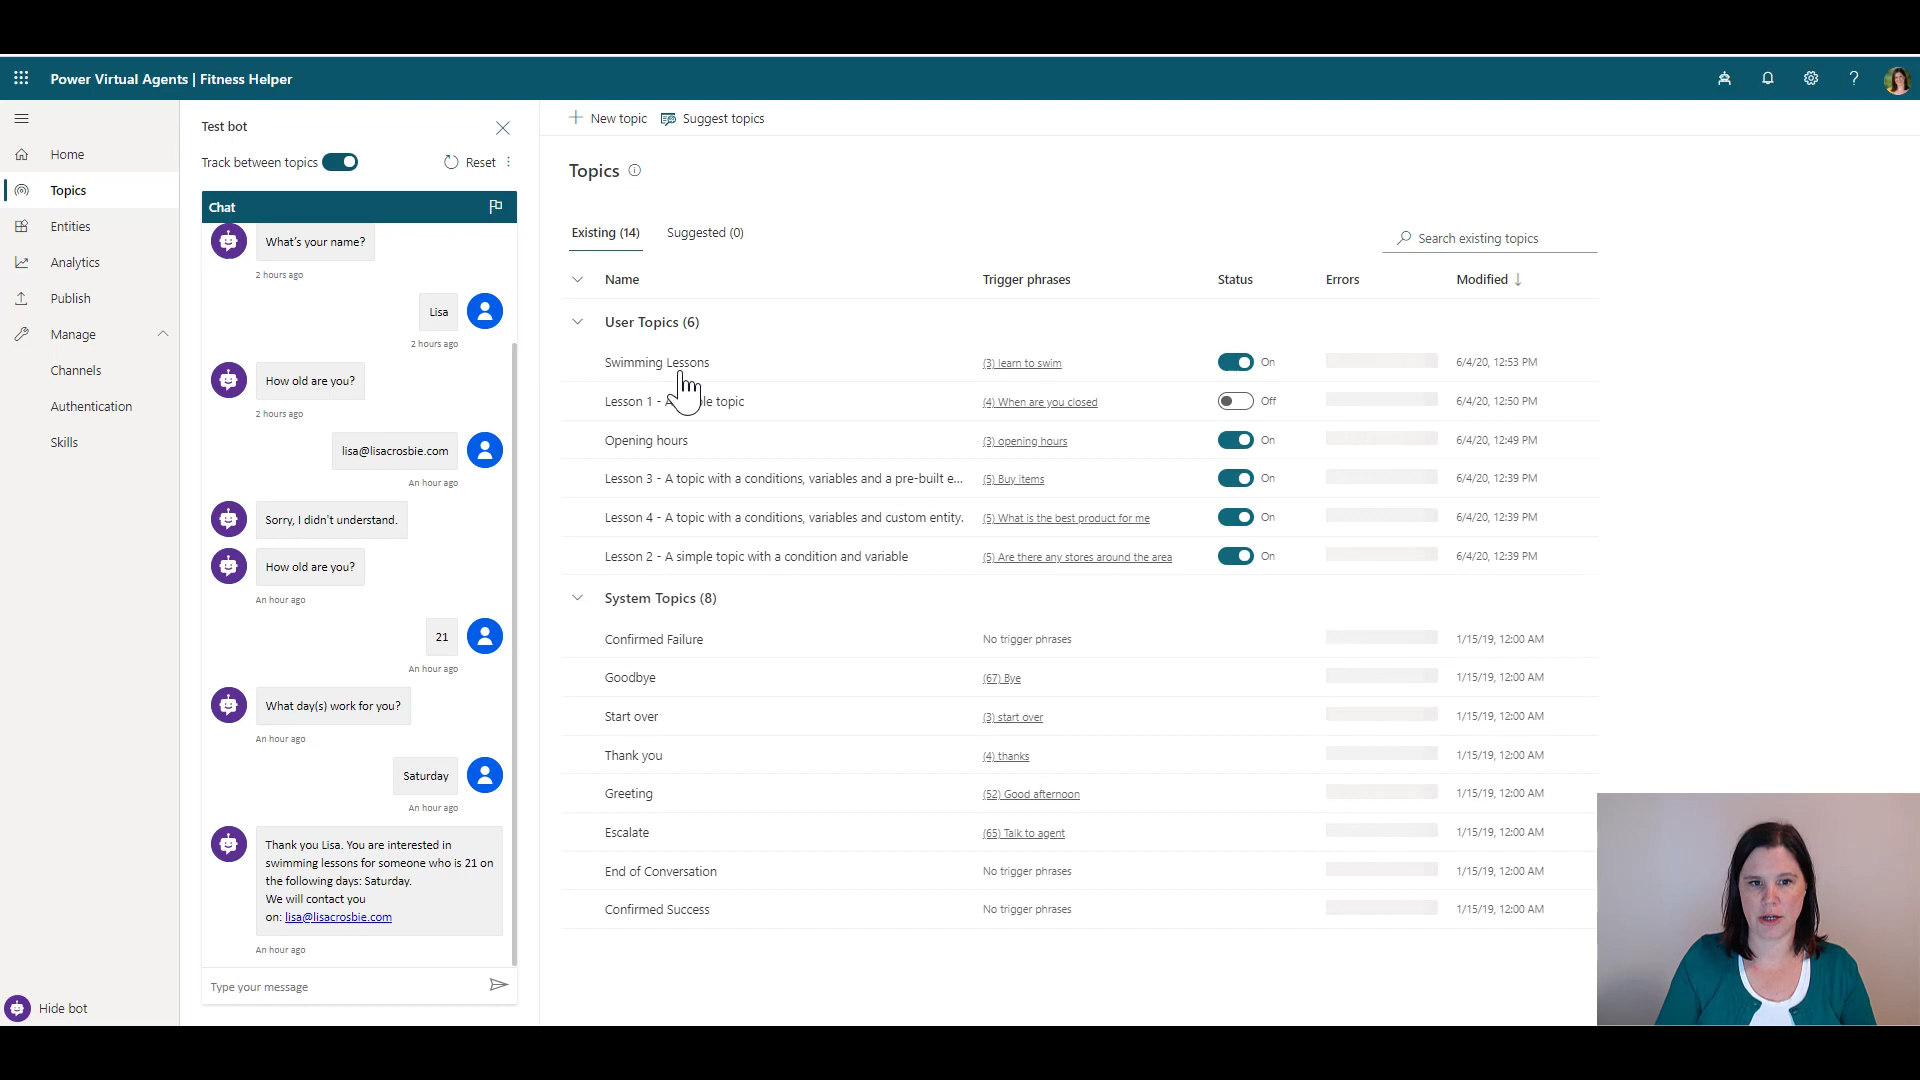 Power Virtual Agents | Fitness Helper
?
Home
Topics
Entities
Analytics
Publish
Manage
Channels
Authentication
Skills
Hide bot
Test bot
Track between topics
Reset
Chat
What's your name?
2 hours ago
Lisa
2 hours ago
How old are you?
2 hours ago
lisa@lisacrosbie.com
An hour ago
Sorry, I didn't understand.
How old are you?
An hour ago
21
An hour ago
What day(s) work for you?
An hour ago
Saturday
An hour ago
Thank you Lisa. You are interested in
swimming lessons for someone who is 21 on
the following days: Saturday.
We will contact you
on: lisa@lisacrosbie.com
An hour ago
Type your message
New topic Suggest topics
Topics
Existing (14) Suggested (0)
Search existing topics
Name Trigger phrases Status Errors Modified ↓
User Topics (6)
Swimming Lessons (3) learn to swim On 6/4/20, 12:53 PM
Lesson 1 - A topic (4) When are you closed Off 6/4/20, 12:50 PM
Opening hours (3) opening hours On 6/4/20, 12:49 PM
Lesson 3 - A topic with a conditions, variables and a pre-built e... (5) Buy items On 6/4/20, 12:39 PM
Lesson 4 - A topic with a conditions, variables and custom entity. (5) What is the best product for me On 6/4/20, 12:39 PM
Lesson 2 - A simple topic with a condition and variable (5) Are there any stores around the area On 6/4/20, 12:39 PM
System Topics (8)
Confirmed Failure No trigger phrases 1/15/19, 12:00 AM
Goodbye (67) Bye 1/15/19, 12:00 AM
Start over (3) start over 1/15/19, 12:00 AM
Thank you (4) thanks 1/15/19, 12:00 AM
Greeting (52) Good afternoon 1/15/19, 12:00 AM
Escalate (65) Talk to agent 1/15/19, 12:00 AM
End of Conversation No trigger phrases 1/15/19, 12:00 AM
Confirmed Success No trigger phrases 1/15/19, 12:00 AM